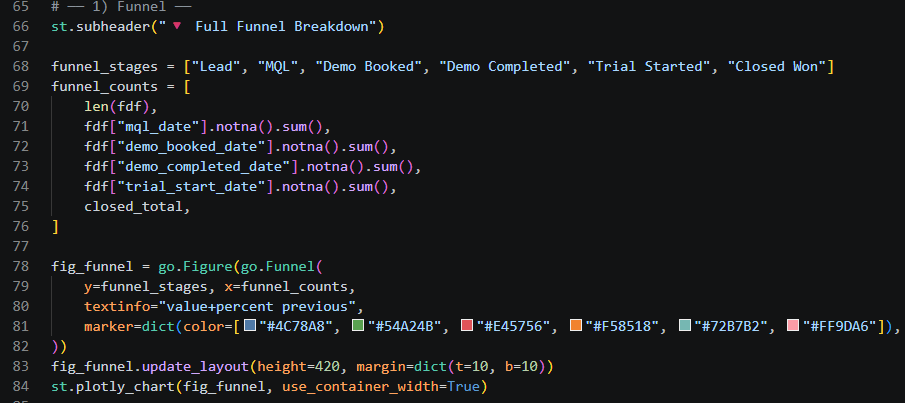 65 # —— 1) Funnel ——
66 st.subheader("🔻 Full Funnel Breakdown")
67
68 funnel_stages = ["Lead", "MQL", "Demo Booked", "Demo Completed", "Trial Started", "Closed Won"]
69 funnel_counts = [
70     len(fdf),
71     fdf["mql_date"].notna().sum(),
72     fdf["demo_booked_date"].notna().sum(),
73     fdf["demo_completed_date"].notna().sum(),
74     fdf["trial_start_date"].notna().sum(),
75     closed_total,
76 ]
77
78 fig_funnel = go.Figure(go.Funnel(
79     y=funnel_stages, x=funnel_counts,
80     textinfo="value+percent previous",
81     marker=dict(color=["#4C78A8", "#54A24B", "#E45756", "#F58518", "#72B7B2", "#FF9DA6"]),
82 ))
83 fig_funnel.update_layout(height=420, margin=dict(t=10, b=10))
84 st.plotly_chart(fig_funnel, use_container_width=True)